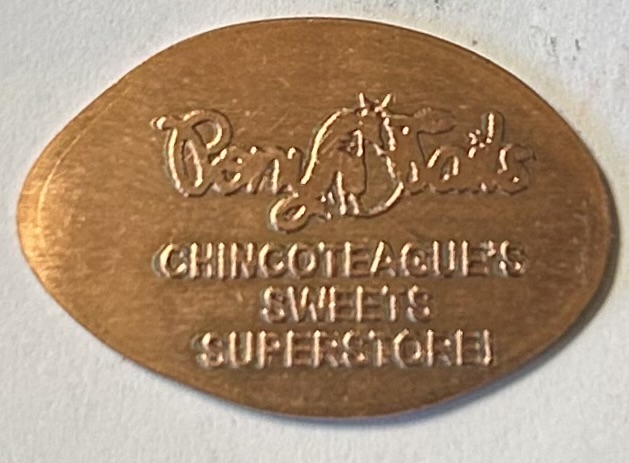 Pony Tails
CHINCOTEAGUE'S
SWEETS
SUPERSTORE!